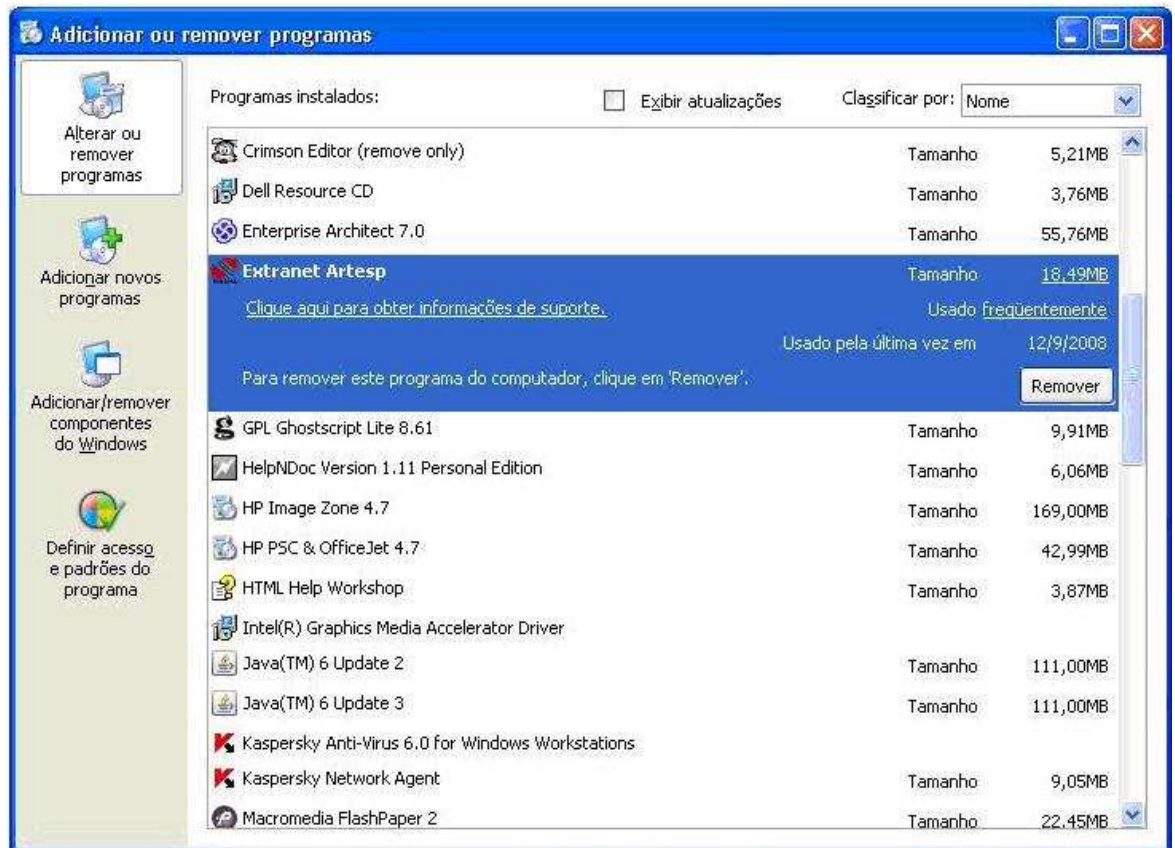 Adicionar ou remover programas
Alterar ou
remover
programas
Adicionar novos
programas
Adicionar/remover
componentes
do Windows
Definir acesso
e padrões do
programa
Programas instalados:
Exibir atualizações
Classificar por: Nome
Crimson Editor (remove only) Tamanho 5,21MB
Dell Resource CD Tamanho 3,76MB
Enterprise Architect 7.0 Tamanho 55,76MB
Extranet Artesp Tamanho 18,49MB
Clique aqui para obter informações de suporte. Usado freqüentemente
Usado pela última vez em 12/9/2008
Para remover este programa do computador, clique em 'Remover'. Remover
GPL Ghostscript Lite 8.61 Tamanho 9,91MB
HelpNDoc Version 1.11 Personal Edition Tamanho 6,06MB
HP Image Zone 4.7 Tamanho 169,00MB
HP PSC & OfficeJet 4.7 Tamanho 42,99MB
HTML Help Workshop Tamanho 3,87MB
Intel(R) Graphics Media Accelerator Driver
Java(TM) 6 Update 2 Tamanho 111,00MB
Java(TM) 6 Update 3 Tamanho 111,00MB
Kaspersky Anti-Virus 6.0 for Windows Workstations
Kaspersky Network Agent Tamanho 9,05MB
Macromedia FlashPaper 2 Tamanho 22,45MB